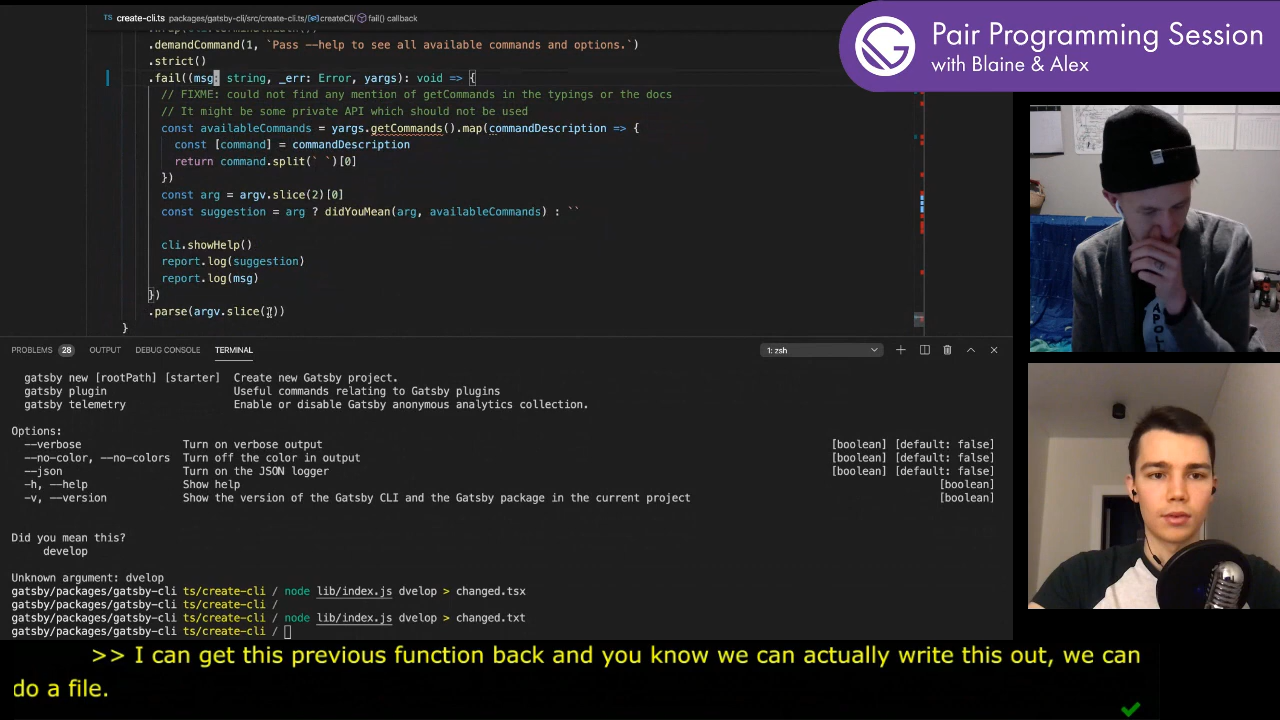 TS create-cli.ts packages/gatsby-cli/src/create-cli.ts/createCli/fail() callback
.demandCommand(1, `Pass --help to see all available commands and options.`)
.strict()
.fail((msg: string, _err: Error, yargs): void => {
// FIXME: could not find any mention of getCommands in the typings or the docs
// It might be some private API which should not be used
const availableCommands = yargs.getCommands().map(commandDescription => {
const [command] = commandDescription
return command.split(` `)[0]
})
const arg = argv.slice(2)[0]
const suggestion = arg ? didYouMean(arg, availableCommands) : ``
cli.showHelp()
report.log(suggestion)
report.log(msg)
})
.parse(argv.slice(2))
}
PROBLEMS 28 OUTPUT DEBUG CONSOLE TERMINAL 1: zsh
gatsby new [rootPath] [starter] Create new Gatsby project.
gatsby plugin Useful commands relating to Gatsby plugins
gatsby telemetry Enable or disable Gatsby anonymous analytics collection.
Options:
--verbose Turn on verbose output [boolean] [default: false]
--no-color, --no-colors Turn off the color in output [boolean] [default: false]
--json Turn on the JSON logger [boolean] [default: false]
-h, --help Show help [boolean]
-v, --version Show the version of the Gatsby CLI and the Gatsby package in the current project [boolean]
Did you mean this?
develop
Unknown argument: dvelop
gatsby/packages/gatsby-cli ts/create-cli / node lib/index.js dvelop > changed.tsx
gatsby/packages/gatsby-cli ts/create-cli /
gatsby/packages/gatsby-cli ts/create-cli / node lib/index.js dvelop > changed.txt
gatsby/packages/gatsby-cli ts/create-cli /
Pair Programming Session
with Blaine & Alex
>> I can get this previous function back and you know we can actually write this out, we can
do a file.